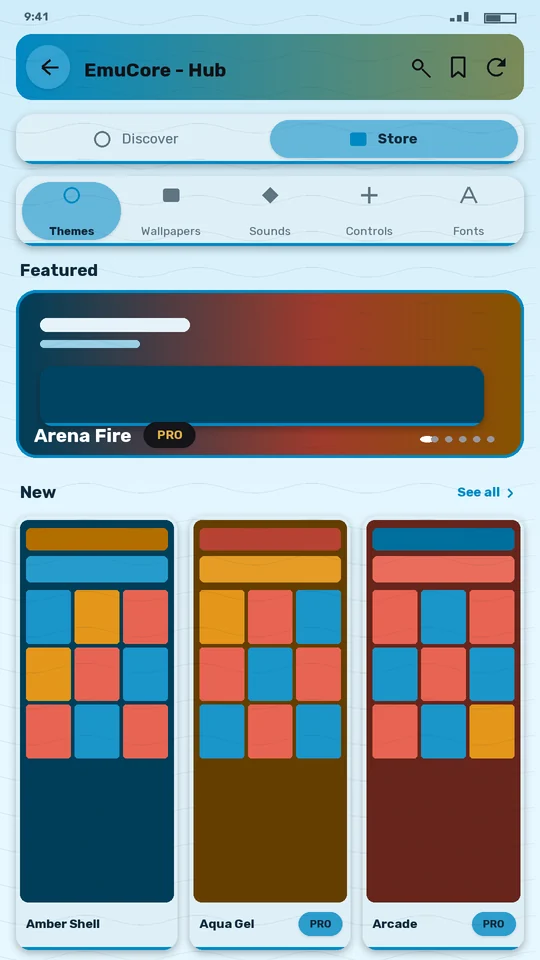 9:41
EmuCore - Hub
Discover
Store
Themes
Wallpapers
Sounds
Controls
Fonts
Featured
Arena Fire
PRO
New
See all
Amber Shell
Aqua Gel
PRO
Arcade
PRO